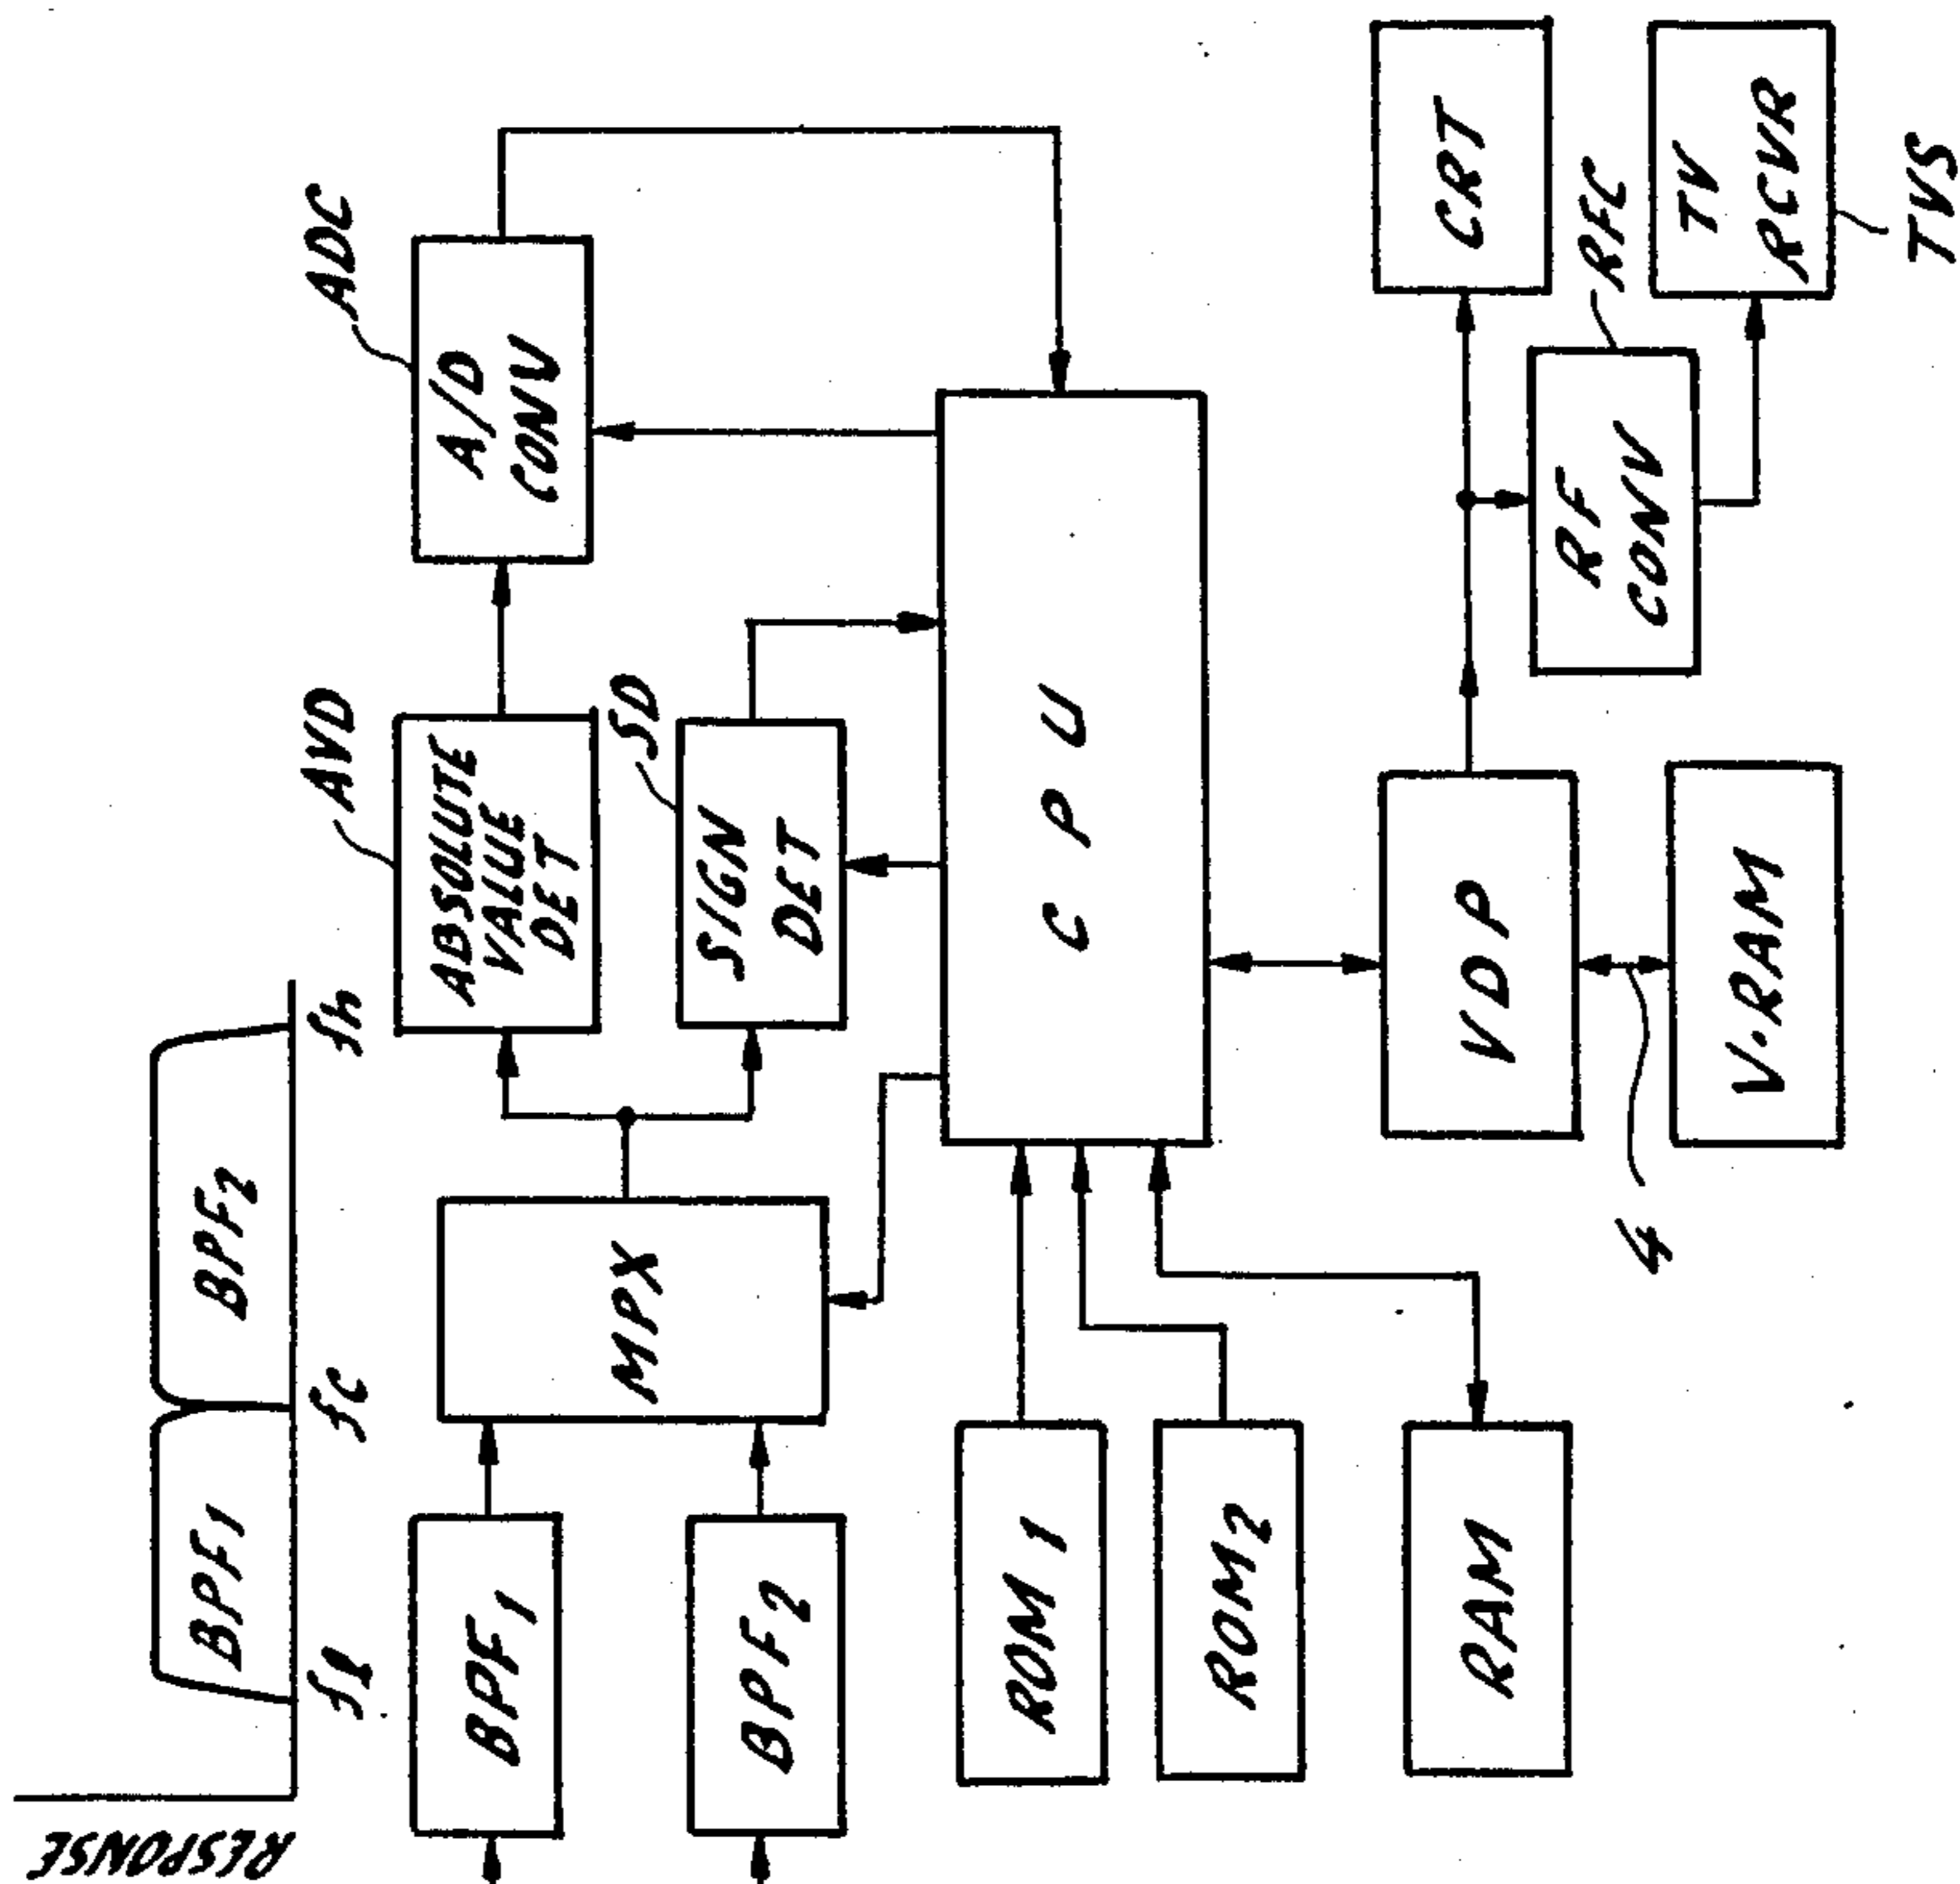 RESPONSE
BPF1
BPF2
fl
fc
fh
BPF1
BPF2
MPX
AVD
ABSOLUTE
VALUE
DET
SD
SIGN
DET
ADC
A/D
CONV
ROM 1
ROM2
RAM
CPU
VDP
4
V·RAM
RF
CONV
RFC
CRT
TV
RCVR
TVS